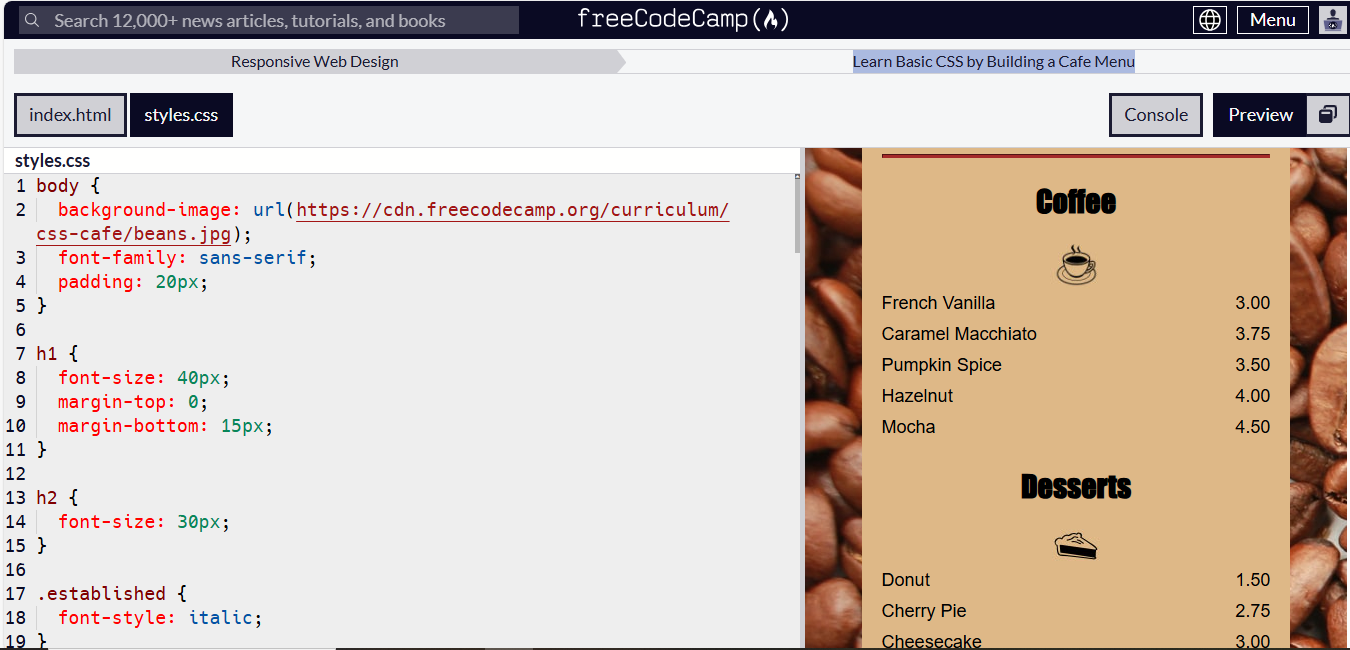 Search 12,000+ news articles, tutorials, and books
freeCodeCamp
Menu
Responsive Web Design
Learn Basic CSS by Building a Cafe Menu
index.html
styles.css
Console
Preview
styles.css
1 body {
2 background-image: url(https://cdn.freecodecamp.org/curriculum/
css-cafe/beans.jpg);
3 font-family: sans-serif;
4 padding: 20px;
5 }
6
7 h1 {
8 font-size: 40px;
9 margin-top: 0;
10 margin-bottom: 15px;
11 }
12
13 h2 {
14 font-size: 30px;
15 }
16
17 .established {
18 font-style: italic;
19 }
Coffee
French Vanilla 3.00
Caramel Macchiato 3.75
Pumpkin Spice 3.50
Hazelnut 4.00
Mocha 4.50
Desserts
Donut 1.50
Cherry Pie 2.75
Cheesecake 3.00